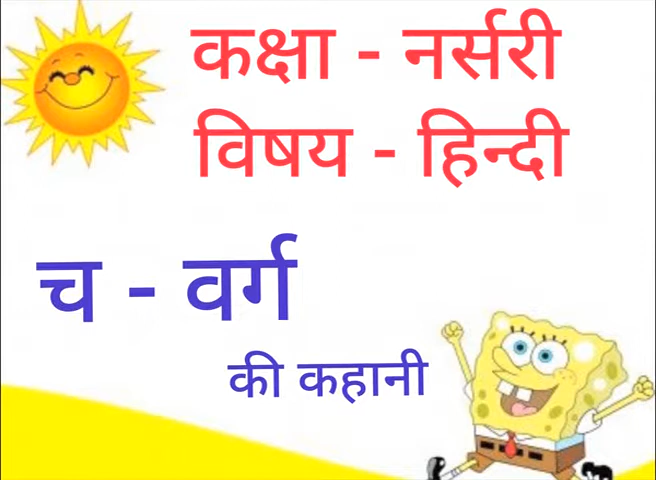 कक्षा - नर्सरी
विषय - हिन्दी
च - वर्ग
की कहानी